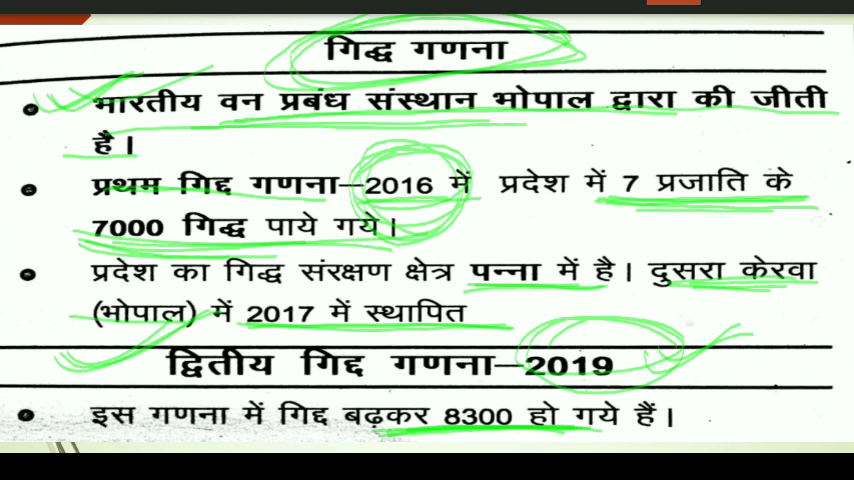 गिद्ध गणना
• भारतीय वन प्रबंध संस्थान भोपाल द्वारा की जीती
है।
• प्रथम गिद्द गणना–2016 में प्रदेश में 7 प्रजाति के
7000 गिद्ध पाये गये।
• प्रदेश का गिद्ध संरक्षण क्षेत्र पन्ना में है। दुसरा केरवा
(भोपाल) में 2017 में स्थापित
द्वितीय गिद्द गणना–2019
• इस गणना में गिद्द बढ़कर 8300 हो गये हैं।